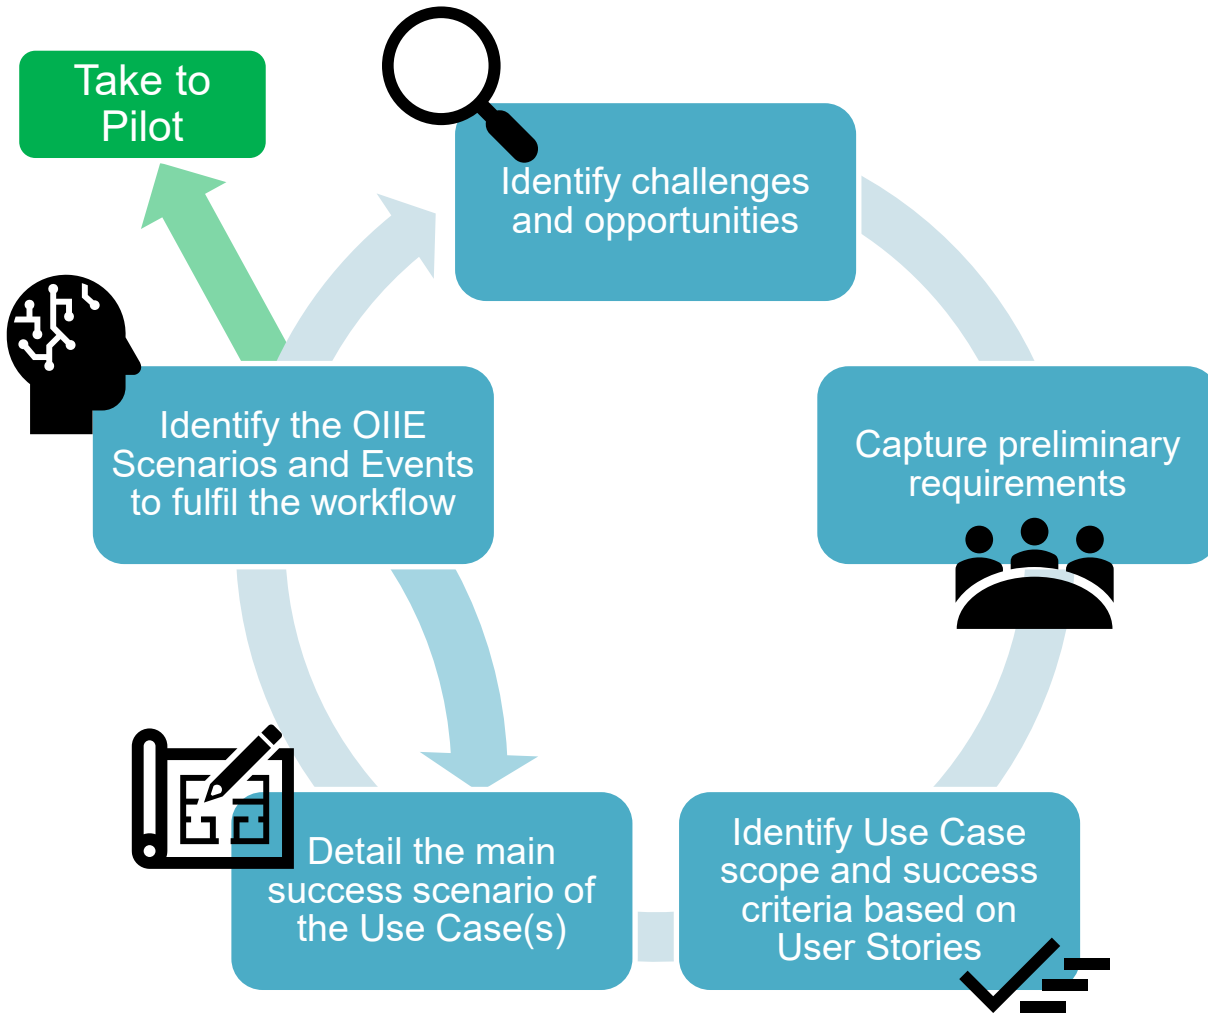 Take to
Pilot
Identify challenges
and opportunities
Capture preliminary
requirements
Identify Use Case
scope and success
criteria based on
User Stories
Detail the main
success scenario of
the Use Case(s)
Identify the OIIE
Scenarios and Events
to fulfil the workflow